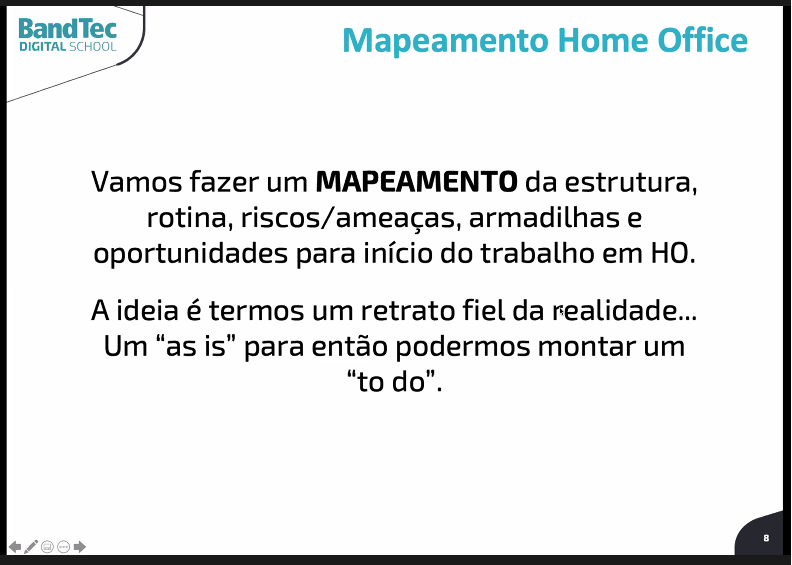 BandTec
DIGITAL SCHOOL
Mapeamento Home Office
Vamos fazer um MAPEAMENTO da estrutura,
rotina, riscos/ameaças, armadilhas e
oportunidades para início do trabalho em HO.
A ideia é termos um retrato fiel da realidade...
Um “as is” para então podermos montar um
“to do”.
8